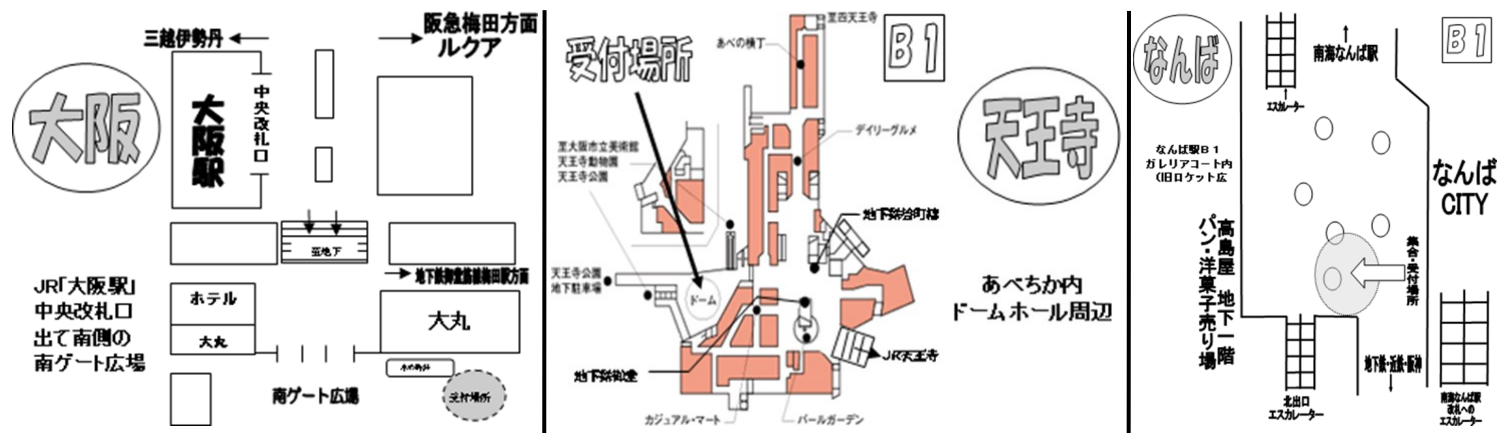 大阪
三越伊勢丹
阪急梅田方面
ルクア
大阪駅
中央改札口
至地下
地下鉄御堂筋線梅田駅方面
JR「大阪駅」
中央改札口
出て南側の
南ゲート広場
ホテル
大丸
大丸
南ゲート広場
水の時計
受付場所
受付場所
B1
天王寺
至四天王寺
あべの横丁
デイリーグルメ
至大阪市立美術館
天王寺動物園
天王寺公園
地下鉄谷町線
天王寺公園
地下駐車場
ドーム
あべちか内
ドームホール周辺
JR天王寺
地下鉄御堂
カジュアル・マート
パールガーデン
なんば
B1
南海なんば駅
エスカレーター
なんば駅B1
ガレリアコート内
(旧ロケット広
なんば
CITY
高島屋 地下一階
パン・洋菓子売り場
集合・受付場所
地下鉄・近鉄・阪神
北出口
エスカレーター
南海なんば駅
改札への
エスカレーター